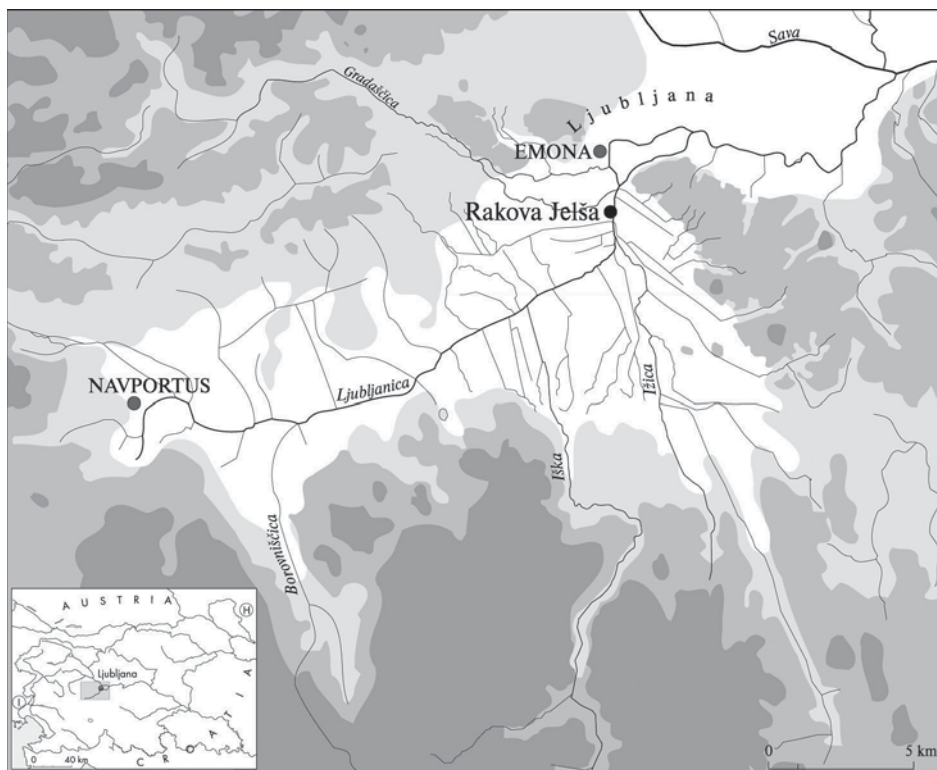 Sava
Gradaščica
Ljubljana
EMONA
Rakova Jelša
NAVPORTUS
Ljubljanica
Ižica
Iška
Borovniščica
AUSTRIA
H
Ljubljana
I
CROATIA
0 40 km
0 5 km